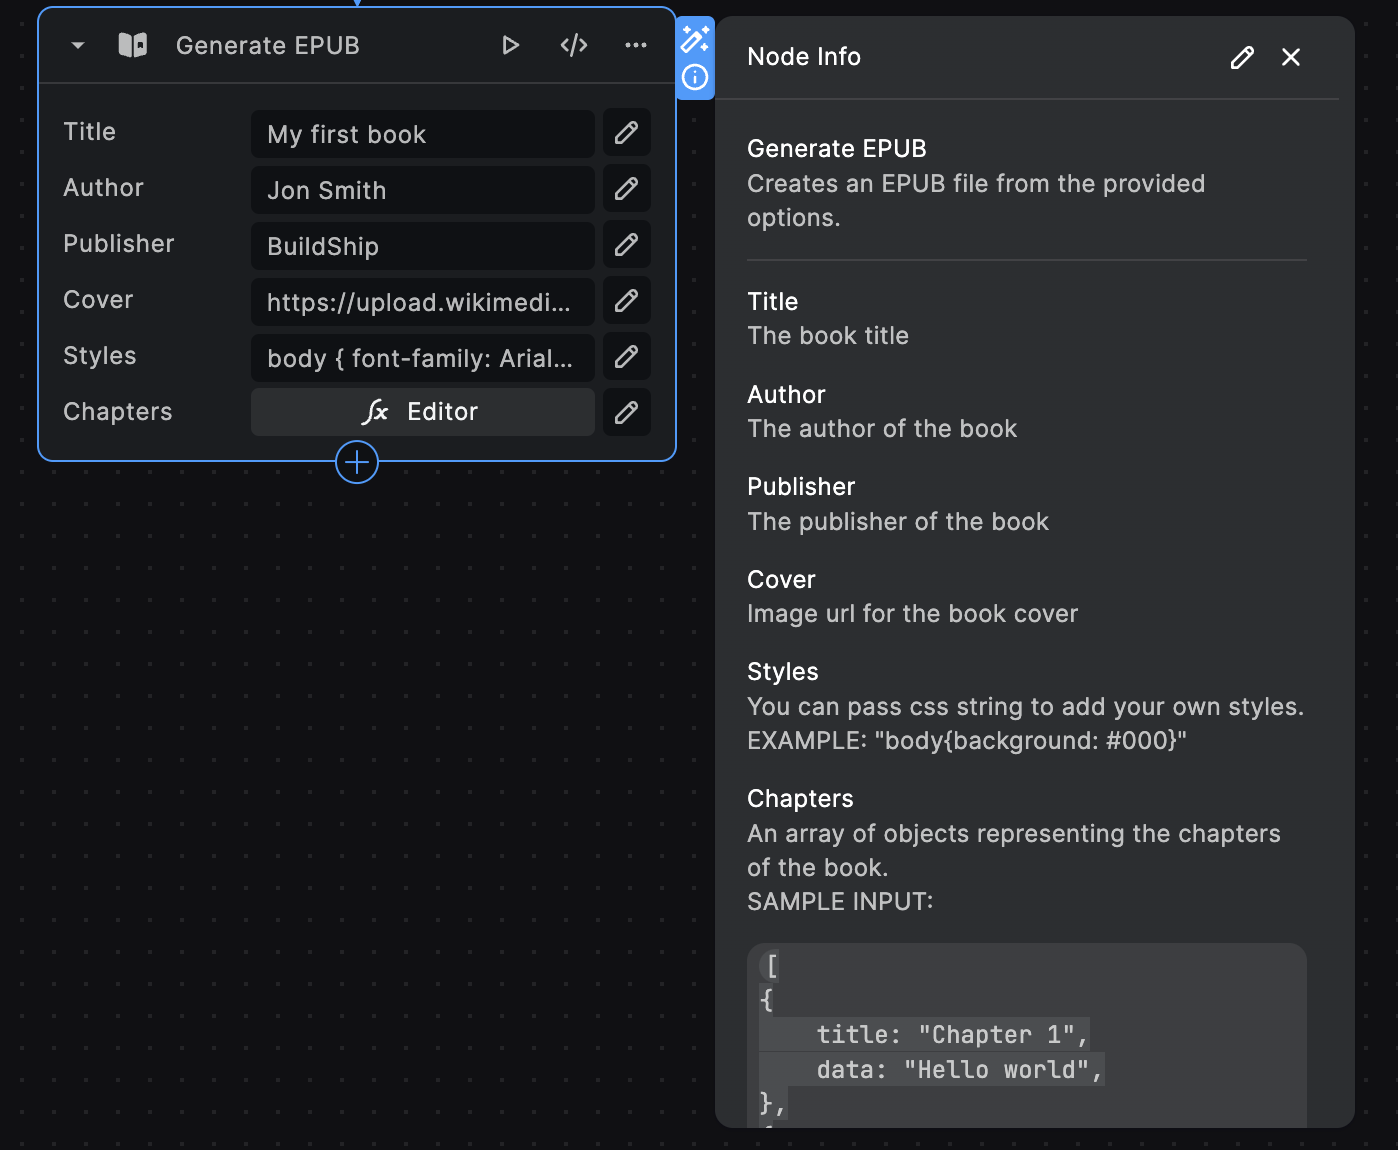 Generate EPUB
Title
My first book
Author
Jon Smith
Publisher
BuildShip
Cover
https://upload.wikimedi...
Styles
body { font-family: Arial...
Chapters
Editor
Node Info
Generate EPUB
Creates an EPUB file from the provided
options.
Title
The book title
Author
The author of the book
Publisher
The publisher of the book
Cover
Image url for the book cover
Styles
You can pass css string to add your own styles.
EXAMPLE: "body{background: #000}"
Chapters
An array of objects representing the chapters
of the book.
SAMPLE INPUT:
[
{
title: "Chapter 1",
data: "Hello world",
},